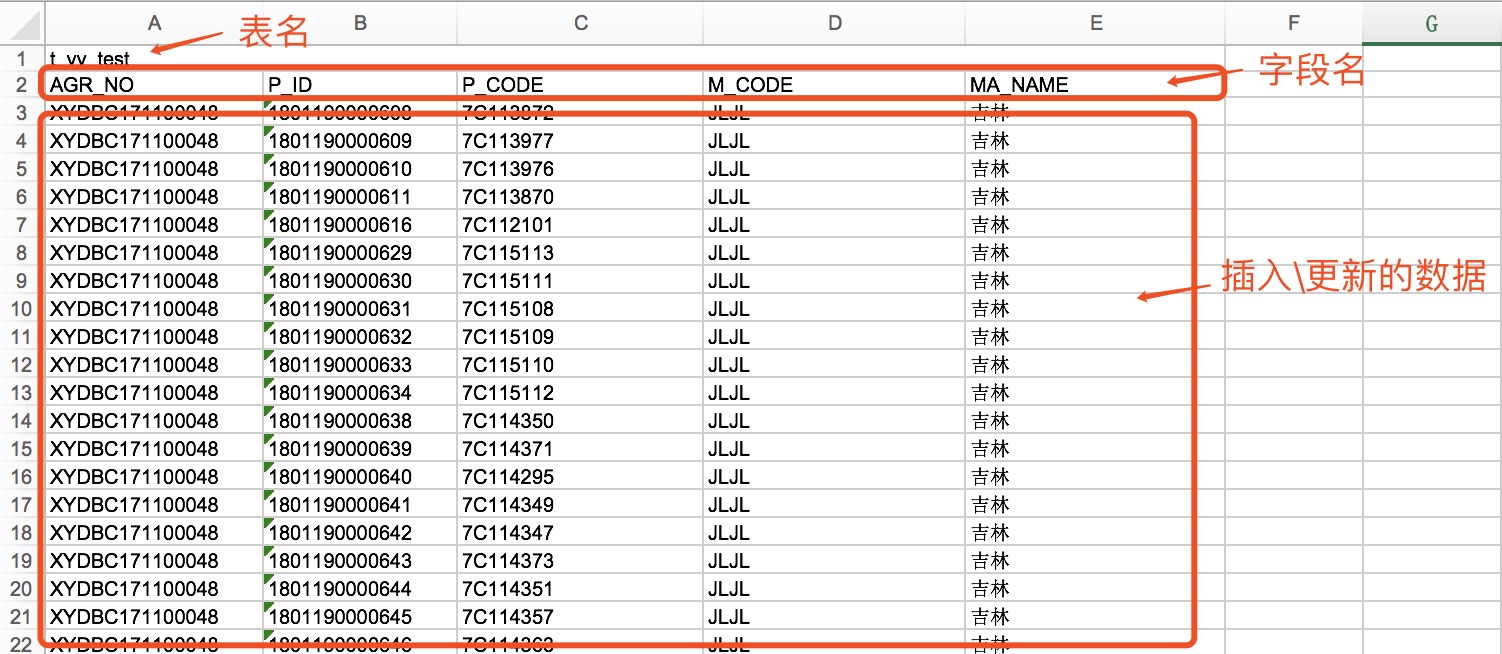 A B C D E F G
表名
1 t_vv_test
2 AGR_NO P_ID P_CODE M_CODE MA_NAME
字段名
3 XYDBC171100048 1801190000608 7C113872 JLJL 吉林
4 XYDBC171100048 1801190000609 7C113977 JLJL 吉林
5 XYDBC171100048 1801190000610 7C113976 JLJL 吉林
6 XYDBC171100048 1801190000611 7C113870 JLJL 吉林
7 XYDBC171100048 1801190000616 7C112101 JLJL 吉林
8 XYDBC171100048 1801190000629 7C115113 JLJL 吉林
9 XYDBC171100048 1801190000630 7C115111 JLJL 吉林
插入\更新的数据
10 XYDBC171100048 1801190000631 7C115108 JLJL 吉林
11 XYDBC171100048 1801190000632 7C115109 JLJL 吉林
12 XYDBC171100048 1801190000633 7C115110 JLJL 吉林
13 XYDBC171100048 1801190000634 7C115112 JLJL 吉林
14 XYDBC171100048 1801190000638 7C114350 JLJL 吉林
15 XYDBC171100048 1801190000639 7C114371 JLJL 吉林
16 XYDBC171100048 1801190000640 7C114295 JLJL 吉林
17 XYDBC171100048 1801190000641 7C114349 JLJL 吉林
18 XYDBC171100048 1801190000642 7C114347 JLJL 吉林
19 XYDBC171100048 1801190000643 7C114373 JLJL 吉林
20 XYDBC171100048 1801190000644 7C114351 JLJL 吉林
21 XYDBC171100048 1801190000645 7C114357 JLJL 吉林
22 XYDBC171100048 1801190000646 JLJL 吉林